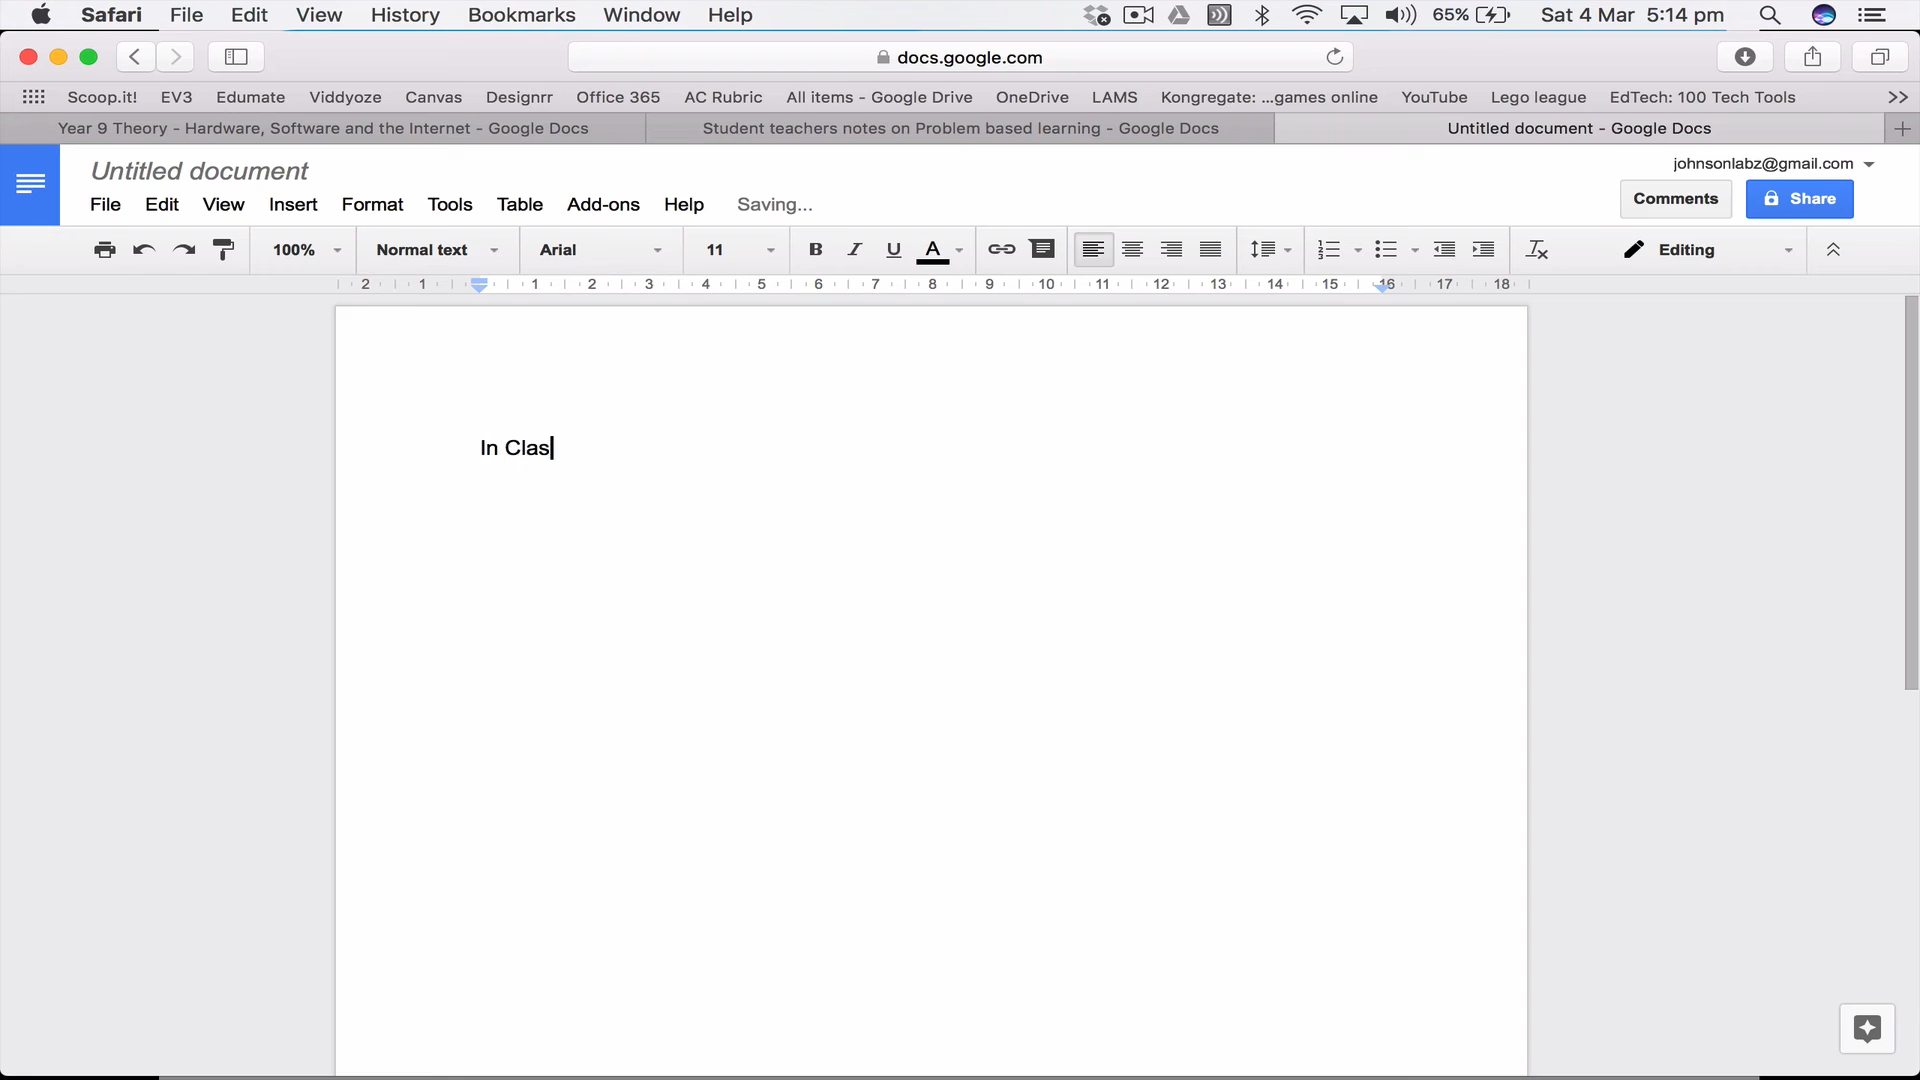 Safari File Edit View History Bookmarks Window Help 65% Sat 4 Mar 5:14 pm
docs.google.com
Scoop.it! EV3 Edumate Viddyoze Canvas Designrr Office 365 AC Rubric All items - Google Drive OneDrive LAMS Kongregate: ...games online YouTube Lego league EdTech: 100 Tech Tools
Year 9 Theory - Hardware, Software and the Internet - Google Docs Student teachers notes on Problem based learning - Google Docs Untitled document - Google Docs
Untitled document johnsonlabz@gmail.com
File Edit View Insert Format Tools Table Add-ons Help Saving... Comments Share
100% Normal text Arial 11 B I U A Editing
2 1 1 2 3 4 5 6 7 8 9 10 11 12 13 14 15 16 17 18
In Clas